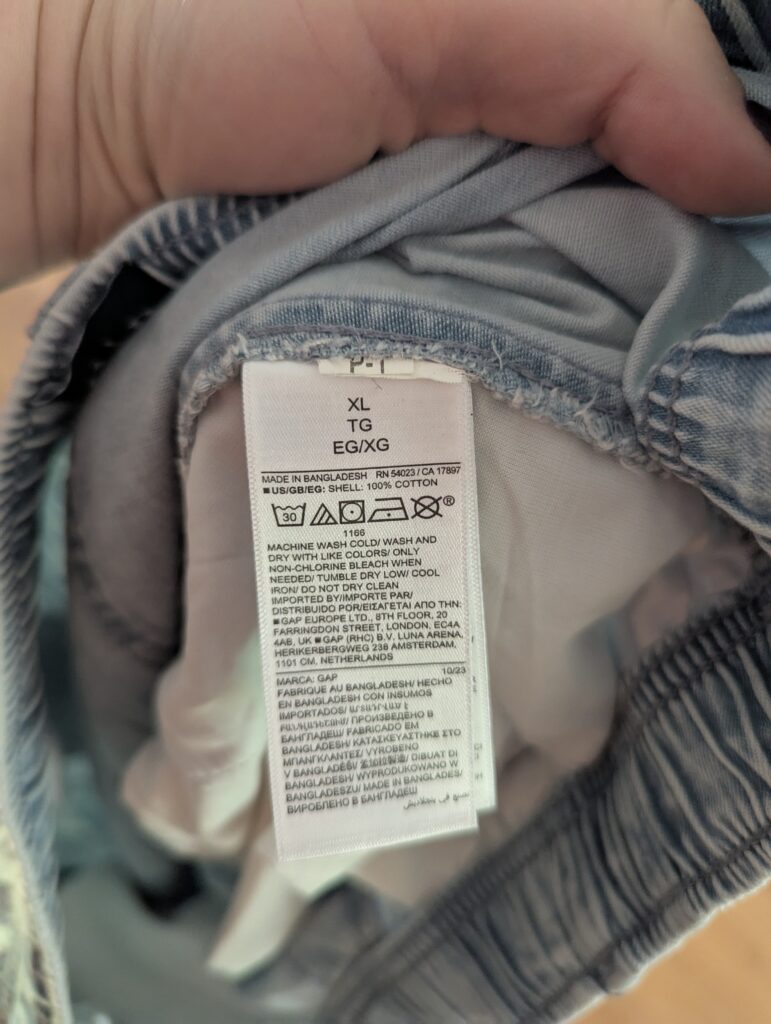 P-1
XL
TG
EG/XG
MADE IN BANGLADESH RN 54023 / CA 17897
■US/GB/EG: SHELL: 100% COTTON
30 ®
1166
MACHINE WASH COLD/ WASH AND
DRY WITH LIKE COLORS/ ONLY
NON-CHLORINE BLEACH WHEN
NEEDED/ TUMBLE DRY LOW/ COOL
IRON/ DO NOT DRY CLEAN
IMPORTED BY/IMPORTE PAR/
DISTRIBUIDO POR/ΕΙΣΑΓΕΤΑΙ ΑΠΟ ΤΗΝ:
■GAP EUROPE LTD., 8TH FLOOR, 20
FARRINGDON STREET, LONDON, EC4A
4AB, UK ■GAP (RHC) B.V. LUNA ARENA,
HERIKERBERGWEG 238 AMSTERDAM,
1101 CM, NETHERLANDS
10/23
MARCA: GAP
FABRIQUE AU BANGLADESH/ HECHO
EN BANGLADESH CON INSUMOS
IMPORTADOS/
ПРОИЗВЕДЕНО В
БАНГЛАДЕШ/ FABRICADO EM
BANGLADESH/ ΚΑΤΑΣΚΕΥΑΣΤΗΚΕ ΣΤΟ
ΜΠΑΝΓΚΛΑΝΤΕΣ/ VYROBENO
V BANGLADÉŠI/ FABRICAT DI
BANGLADESH/ WYPRODUKOWANO W
BANGLADESZU/ MADE IN BANGLADES/
ВИРОБЛЕНО В БАНГЛАДЕШ
صنع في بنجلاديش